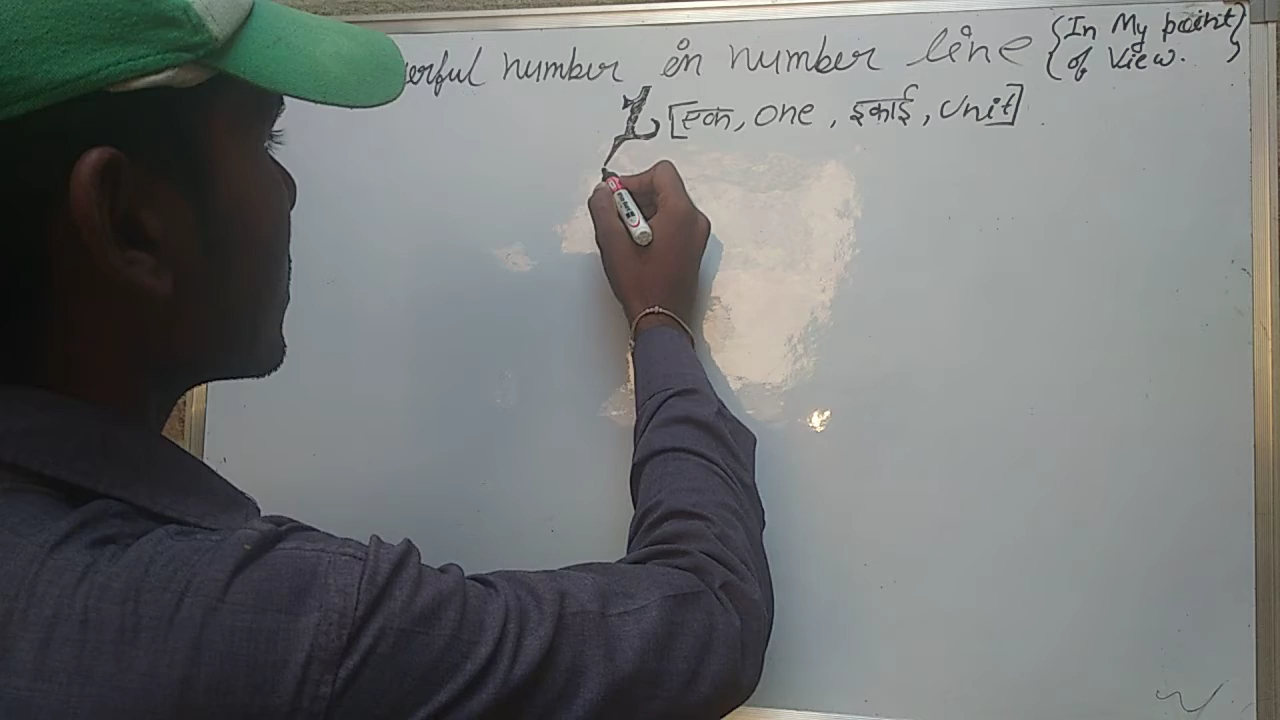 erful number in number line {In My point of View.}
1 [एक, one, इकाई, Unit]